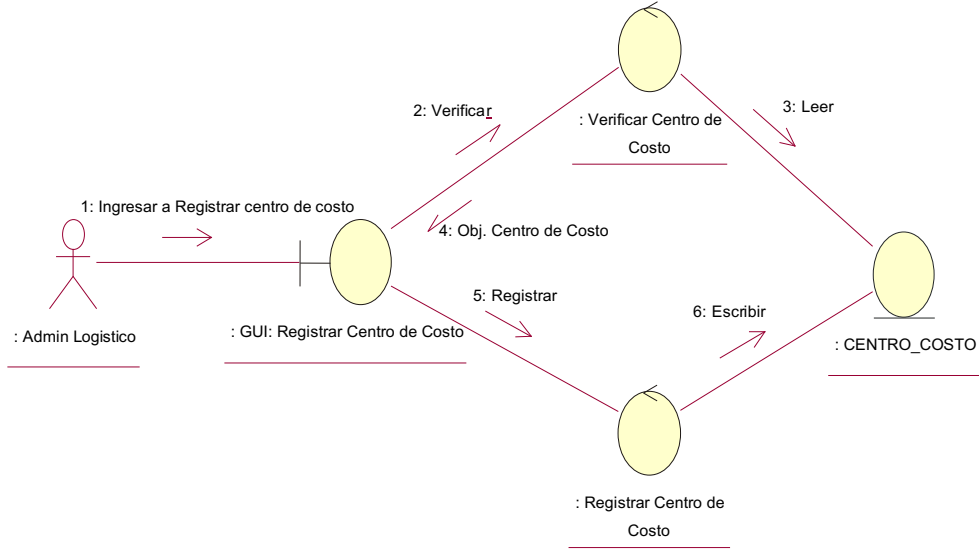 2: Verificar
: Verificar Centro de
Costo
3: Leer
1: Ingresar a Registrar centro de costo
4: Obj. Centro de Costo
: Admin Logistico
: GUI: Registrar Centro de Costo
5: Registrar
6: Escribir
: CENTRO_COSTO
: Registrar Centro de
Costo